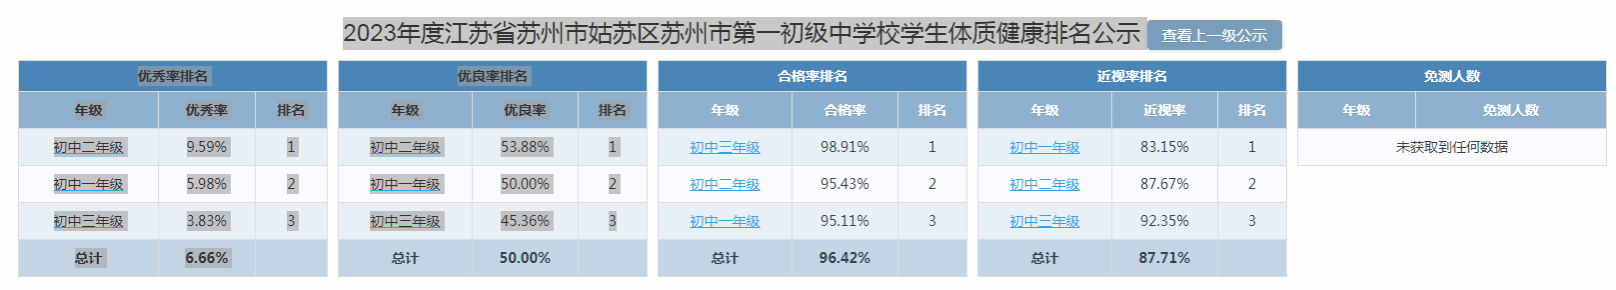 2023年度江苏省苏州市姑苏区苏州市第一初级中学校学生体质健康排名公示 查看上一级公示
优秀率排名 优良率排名 合格率排名 近视率排名 免测人数
年级 优秀率 排名 年级 优良率 排名 年级 合格率 排名 年级 近视率 排名 年级 免测人数
初中二年级 9.59% 1 初中二年级 53.88% 1 初中三年级 98.91% 1 初中一年级 83.15% 1 未获取到任何数据
初中一年级 5.98% 2 初中一年级 50.00% 2 初中二年级 95.43% 2 初中二年级 87.67% 2
初中三年级 3.83% 3 初中三年级 45.36% 3 初中一年级 95.11% 3 初中三年级 92.35% 3
总计 6.66% 总计 50.00% 总计 96.42% 总计 87.71%